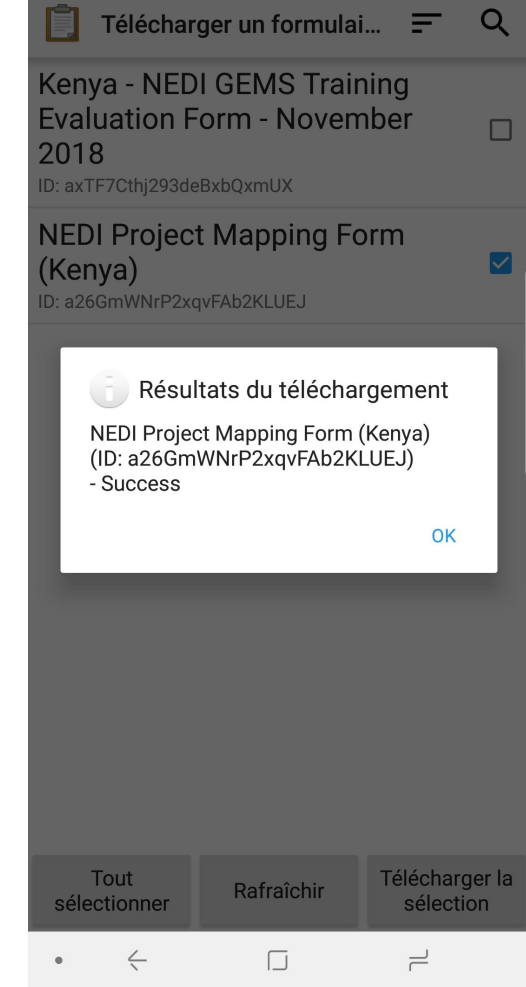 Télécharger un formulai...
Kenya - NEDI GEMS Training
Evaluation Form - November
2018
ID: axTF7Cthj293deBxbQxmUX
NEDI Project Mapping Form
(Kenya)
ID: a26GmWNrP2xqvFAb2KLUEJ
Résultats du téléchargement
NEDI Project Mapping Form (Kenya)
(ID: a26GmWNrP2xqvFAb2KLUEJ)
- Success
OK
Tout
sélectionner
Rafraîchir
Télécharger la
sélection